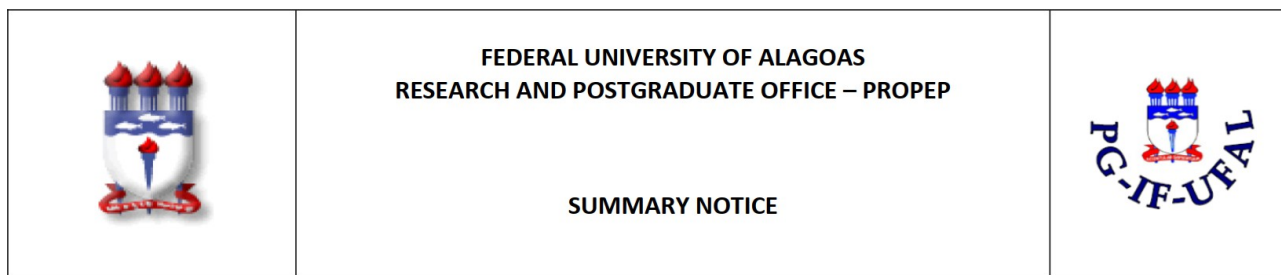 FEDERAL UNIVERSITY OF ALAGOAS
RESEARCH AND POSTGRADUATE OFFICE – PROPEP
SUMMARY NOTICE
PG-IF-UFAL